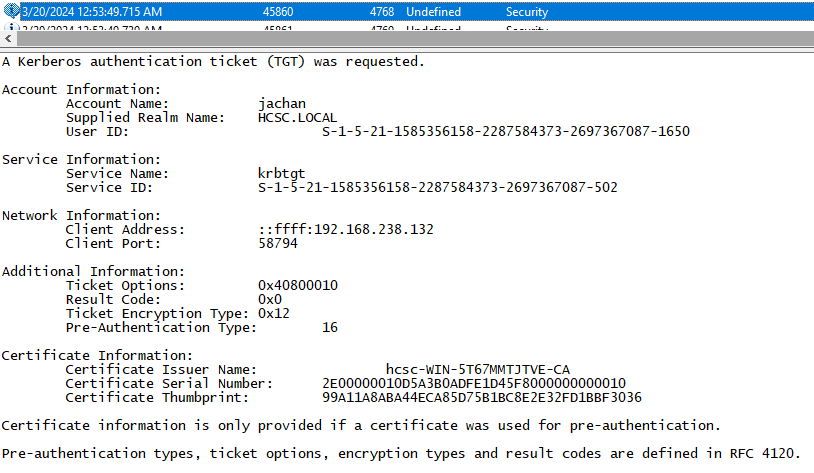 3/20/2024 12:53:49.715 AM 45860 4768 Undefined Security
A Kerberos authentication ticket (TGT) was requested.
Account Information:
Account Name: jachan
Supplied Realm Name: HCSC.LOCAL
User ID: S-1-5-21-1585356158-2287584373-2697367087-1650
Service Information:
Service Name: krbtgt
Service ID: S-1-5-21-1585356158-2287584373-2697367087-502
Network Information:
Client Address: ::ffff:192.168.238.132
Client Port: 58794
Additional Information:
Ticket Options: 0x40800010
Result Code: 0x0
Ticket Encryption Type: 0x12
Pre-Authentication Type: 16
Certificate Information:
Certificate Issuer Name: hcsc-WIN-5T67MMTJTVE-CA
Certificate Serial Number: 2E00000010D5A3B0ADFE1D45F8000000000010
Certificate Thumbprint: 99A11A8ABA44ECA85D75B1BC8E2E32FD1BBF3036
Certificate information is only provided if a certificate was used for pre-authentication.
Pre-authentication types, ticket options, encryption types and result codes are defined in RFC 4120.